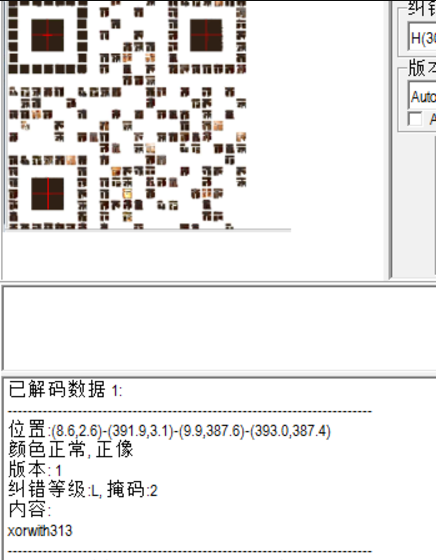 纠错
H(30
版本
Auto
A
已解码数据 1:
位置:(8.6,2.6)-(391.9,3.1)-(9.9,387.6)-(393.0,387.4)
颜色正常, 正像
版本: 1
纠错等级:L, 掩码:2
内容:
xorwith313